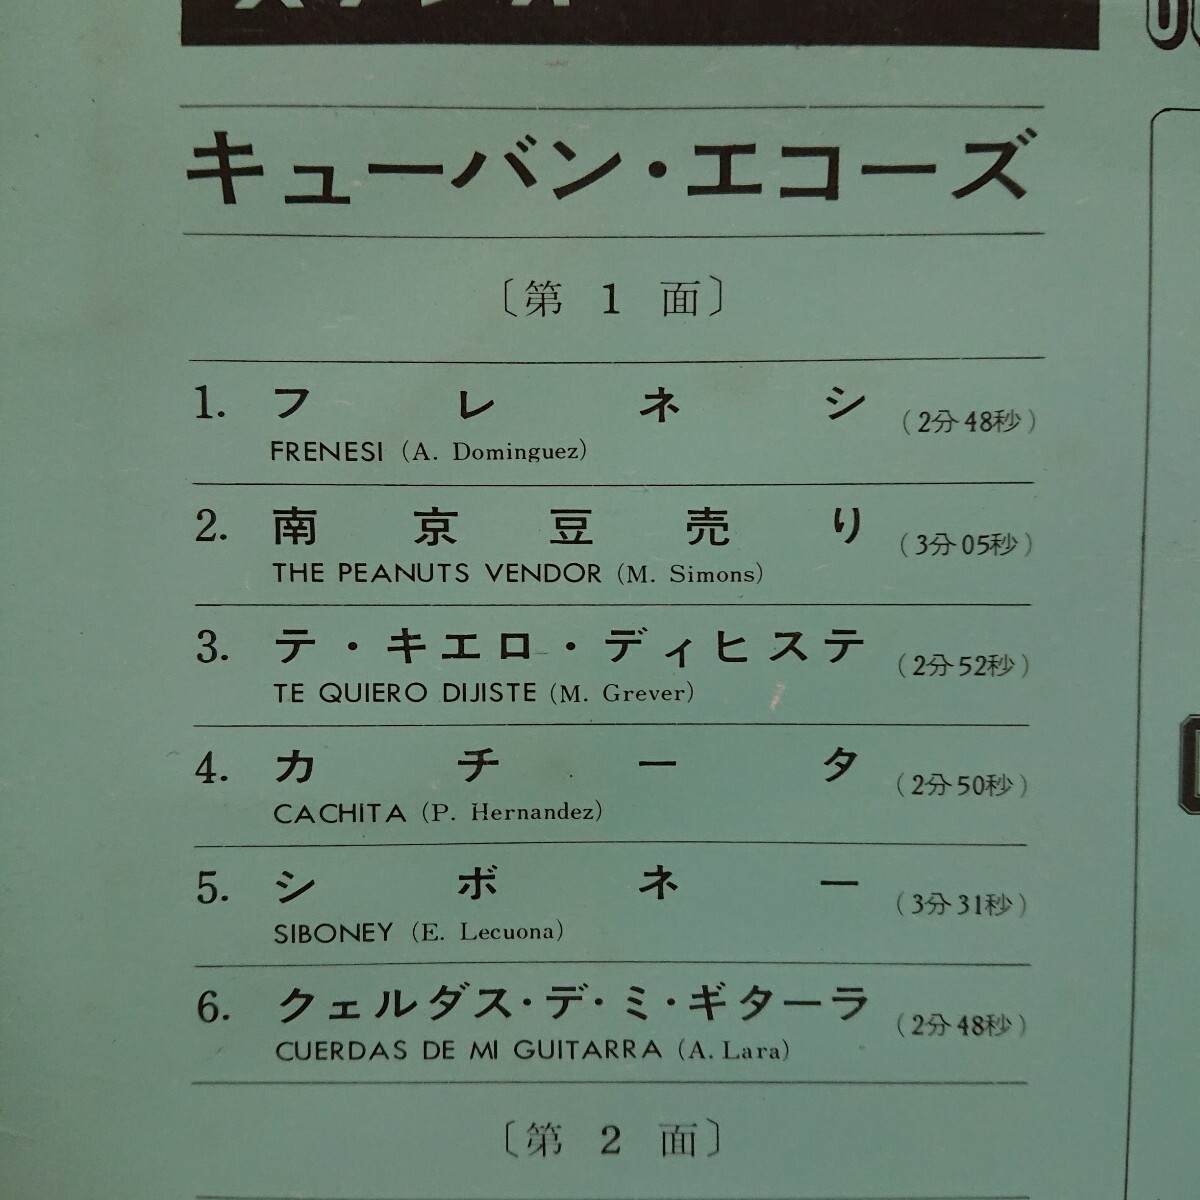 キューバン・エコーズ
〔第 1 面〕
1. フレネシ (2分48秒)
FRENESI (A. Dominguez)
2. 南京豆売り (3分05秒)
THE PEANUTS VENDOR (M. Simons)
3. テ・キエロ・ディヒステ (2分52秒)
TE QUIERO DIJISTE (M. Grever)
4. カチータ (2分50秒)
CACHITA (P. Hernandez)
5. シボネー (3分31秒)
SIBONEY (E. Lecuona)
6. クェルダス・デ・ミ・ギターラ (2分48秒)
CUERDAS DE MI GUITARRA (A. Lara)
〔第 2 面〕